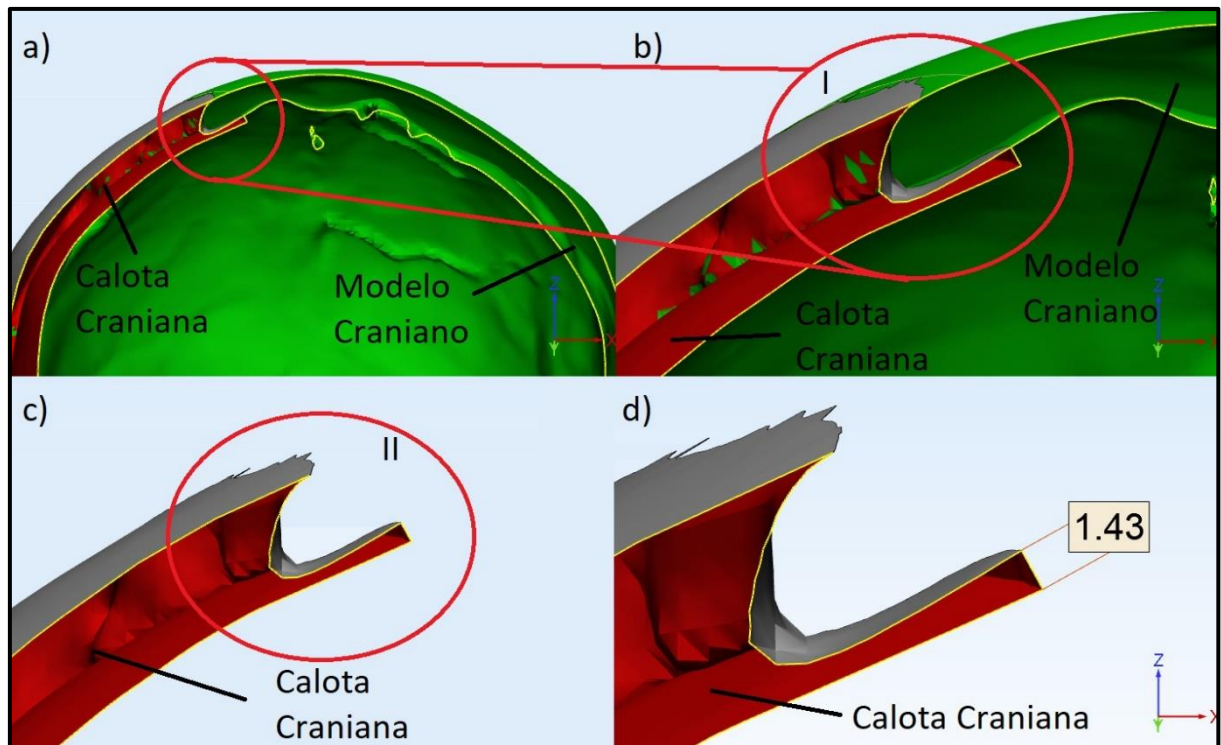 a)
Calota
Craniana
Modelo
Craniano
Z
X
Y
b)
I
Modelo
Craniano
Calota
Craniana
Z
X
Y
c)
II
Calota
Craniana
d)
1.43
Calota Craniana
Z
X
Y